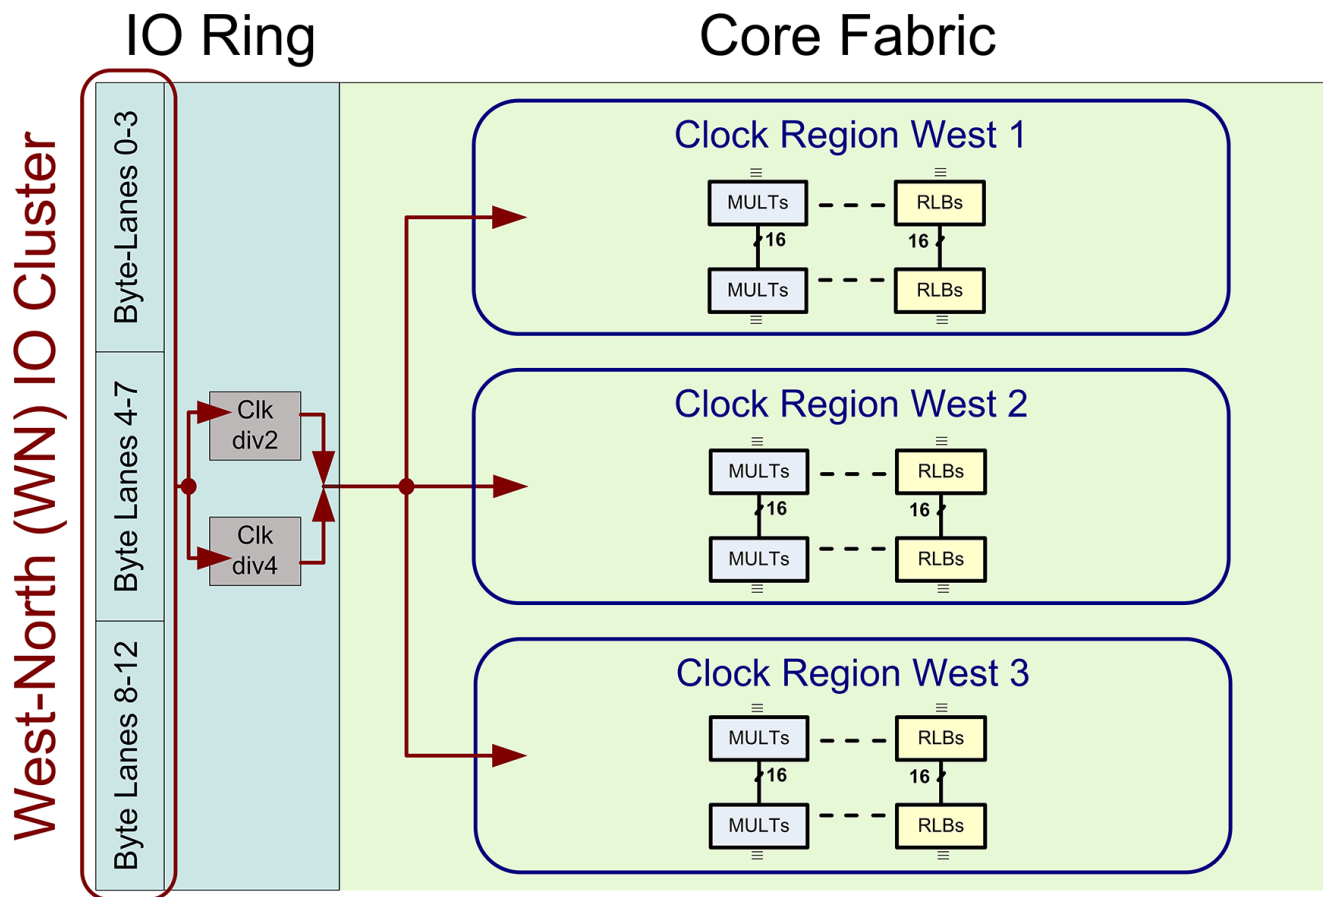 IO Ring
Core Fabric
West-North (WN) IO Cluster
Byte-Lanes 0-3
Byte Lanes 4-7
Byte Lanes 8-12
Clk
div2
Clk
div4
Clock Region West 1
MULTs
RLBs
16
16
MULTs
RLBs
Clock Region West 2
MULTs
RLBs
16
16
MULTs
RLBs
Clock Region West 3
MULTs
RLBs
16
16
MULTs
RLBs